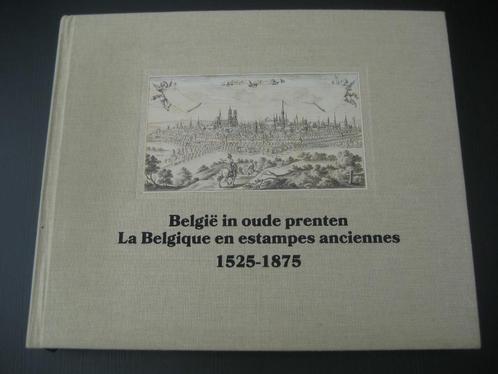 België in oude prenten
La Belgique en estampes anciennes
1525-1875